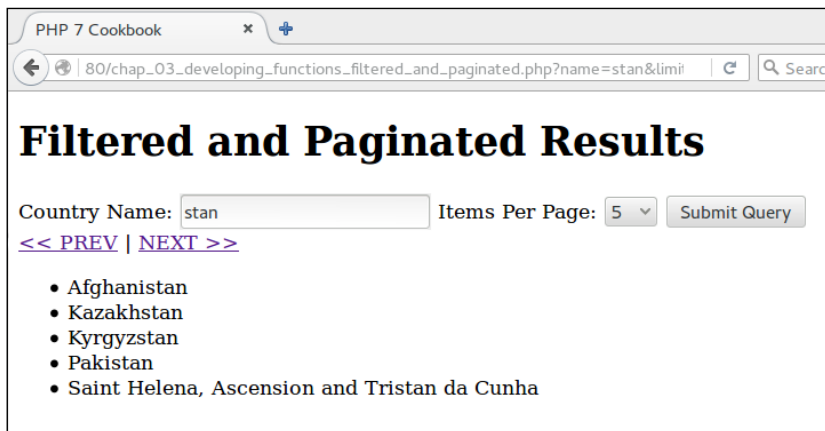 PHP 7 Cookbook
80/chap_03_developing_functions_filtered_and_paginated.php?name=stan&limit
Searc
Filtered and Paginated Results
Country Name: stan Items Per Page: 5 Submit Query
<< PREV | NEXT >>
• Afghanistan
• Kazakhstan
• Kyrgyzstan
• Pakistan
• Saint Helena, Ascension and Tristan da Cunha